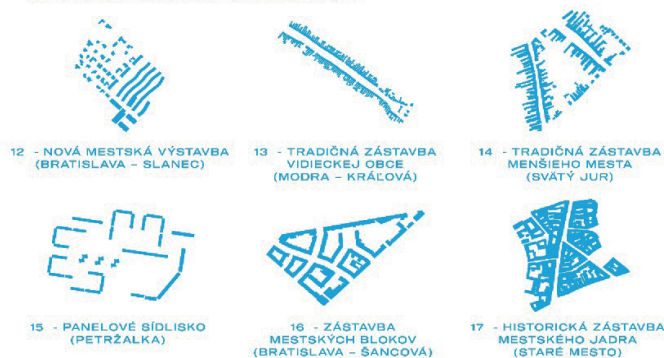 12 - NOVÁ MESTSKÁ VÝSTAVBA
(BRATISLAVA – SLANEC)
13 - TRADIČNÁ ZÁSTAVBA
VIDIECKEJ OBCE
(MODRA – KRÁĽOVÁ)
14 - TRADIČNÁ ZÁSTAVBA
MENŠIEHO MESTA
(SVÄTÝ JUR)
15 - PANELOVÉ SÍDLISKO
(PETRŽALKA)
16 - ZÁSTAVBA
MESTSKÝCH BLOKOV
(BRATISLAVA – ŠANCOVÁ)
17 - HISTORICKÁ ZÁSTAVBA
MESTSKÉHO JADRA
(STARÉ MESTO)